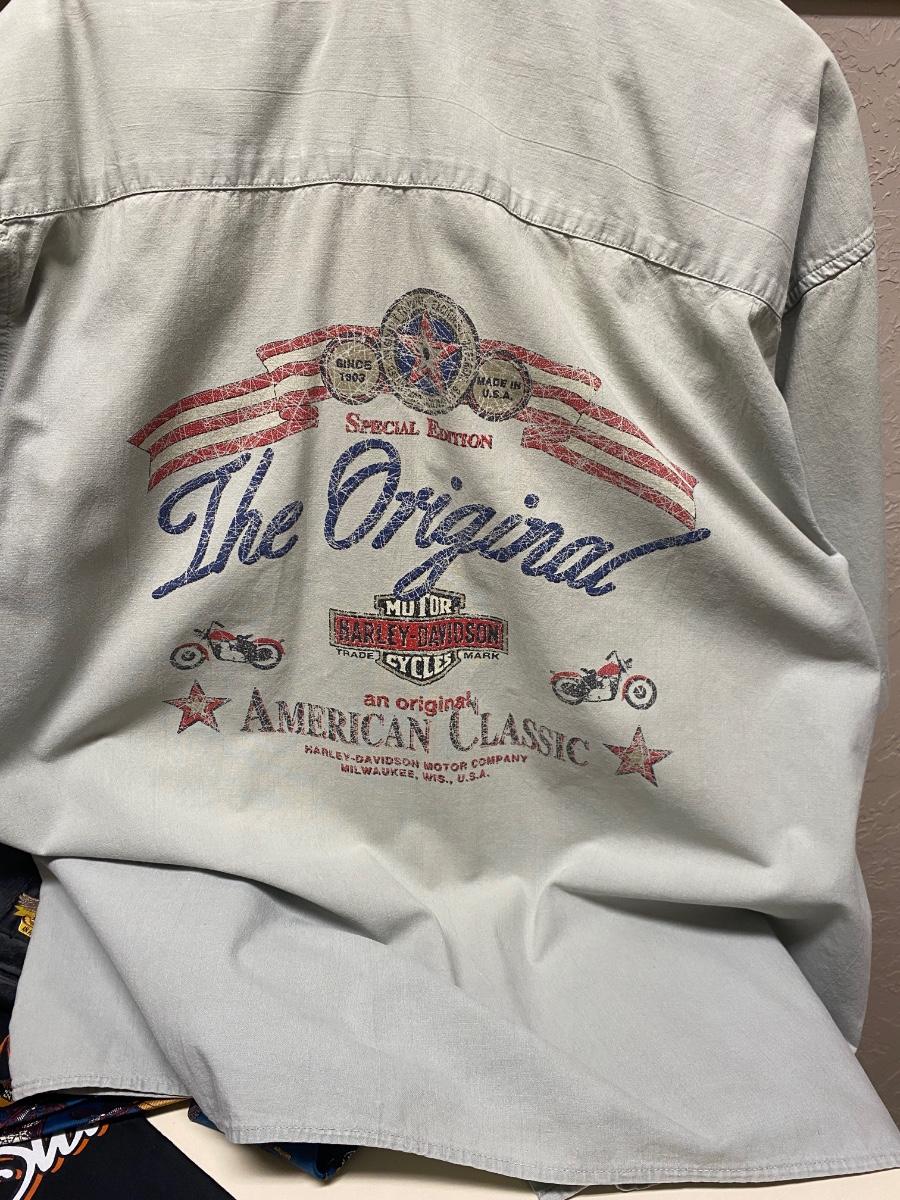 SINCE
1903
MADE IN
U.S.A.
SPECIAL EDITION
The Original
MOTOR
HARLEY-DAVIDSON
TRADE MARK
CYCLES
an original
AMERICAN CLASSIC
HARLEY-DAVIDSON MOTOR COMPANY
MILWAUKEE, WIS., U.S.A.